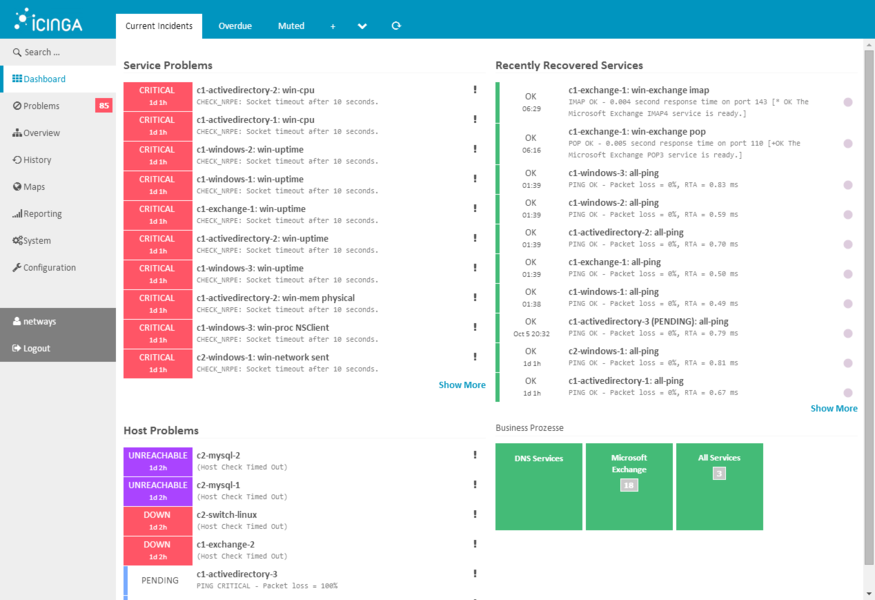 icinga
Current Incidents
Overdue
Muted
+
Search ...
Dashboard
Problems
85
Overview
History
Maps
Reporting
System
Configuration
netways
Logout
Service Problems
CRITICAL
1d 1h
c1-activedirectory-2: win-cpu
CHECK_NRPE: Socket timeout after 10 seconds.
CRITICAL
1d 1h
c1-activedirectory-1: win-cpu
CHECK_NRPE: Socket timeout after 10 seconds.
CRITICAL
1d 1h
c1-windows-2: win-uptime
CHECK_NRPE: Socket timeout after 10 seconds.
CRITICAL
1d 1h
c1-windows-1: win-uptime
CHECK_NRPE: Socket timeout after 10 seconds.
CRITICAL
1d 1h
c1-exchange-1: win-uptime
CHECK_NRPE: Socket timeout after 10 seconds.
CRITICAL
1d 1h
c1-activedirectory-2: win-uptime
CHECK_NRPE: Socket timeout after 10 seconds.
CRITICAL
1d 1h
c1-windows-3: win-uptime
CHECK_NRPE: Socket timeout after 10 seconds.
CRITICAL
1d 1h
c1-activedirectory-2: win-mem physical
CHECK_NRPE: Socket timeout after 10 seconds.
CRITICAL
1d 1h
c1-windows-3: win-proc NSClient
CHECK_NRPE: Socket timeout after 10 seconds.
CRITICAL
1d 1h
c2-windows-1: win-network sent
CHECK_NRPE: Socket timeout after 10 seconds.
Show More
Recently Recovered Services
OK
06:29
c1-exchange-1: win-exchange imap
IMAP OK - 0.004 second response time on port 143 [* OK The
Microsoft Exchange IMAP4 service is ready.]
OK
06:16
c1-exchange-1: win-exchange pop
POP OK - 0.005 second response time on port 110 [+OK The
Microsoft Exchange POP3 service is ready.]
OK
01:39
c1-windows-3: all-ping
PING OK - Packet loss = 0%, RTA = 0.83 ms
OK
01:39
c1-windows-2: all-ping
PING OK - Packet loss = 0%, RTA = 0.59 ms
OK
01:39
c1-activedirectory-2: all-ping
PING OK - Packet loss = 0%, RTA = 0.70 ms
OK
01:39
c1-exchange-1: all-ping
PING OK - Packet loss = 0%, RTA = 0.50 ms
OK
01:38
c1-windows-1: all-ping
PING OK - Packet loss = 0%, RTA = 0.49 ms
OK
Oct 5 20:32
c1-activedirectory-3 (PENDING): all-ping
PING OK - Packet loss = 0%, RTA = 0.79 ms
OK
1d 1h
c2-windows-1: all-ping
PING OK - Packet loss = 0%, RTA = 0.81 ms
OK
1d 1h
c1-activedirectory-1: all-ping
PING OK - Packet loss = 0%, RTA = 0.67 ms
Show More
Host Problems
UNREACHABLE
1d 2h
c2-mysql-2
(Host Check Timed Out)
UNREACHABLE
1d 2h
c2-mysql-1
(Host Check Timed Out)
DOWN
1d 2h
c2-switch-linux
(Host Check Timed Out)
DOWN
1d 2h
c1-exchange-2
(Host Check Timed Out)
PENDING
c1-activedirectory-3
PING CRITICAL - Packet loss = 100%
Business Prozesse
DNS Services
Microsoft
Exchange
18
All Services
3